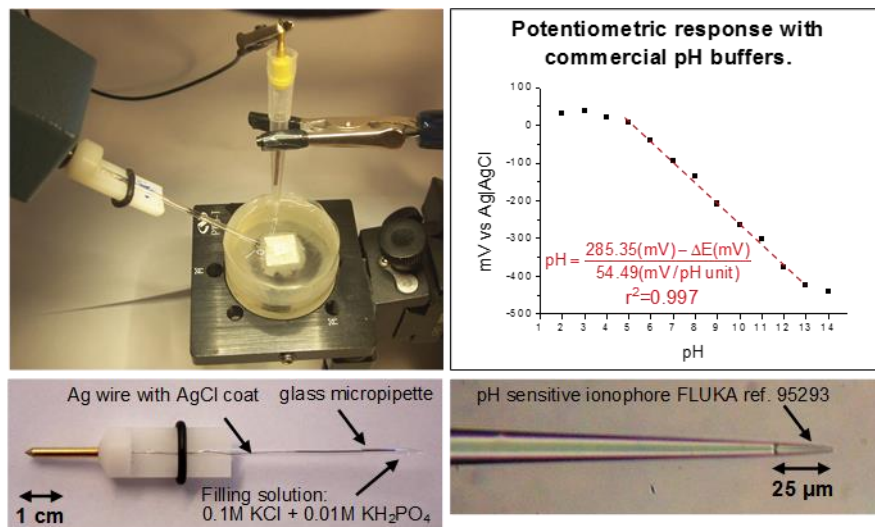 Potentiometric response with
commercial pH buffers.
100
0
-100
-200
-300
-400
-500
mV vs Ag|AgCl
pH = 285.35(mV) – ΔE(mV)
54.49(mV/pH unit)
r²=0.997
1 2 3 4 5 6 7 8 9 10 11 12 13 14
pH
Ag wire with AgCl coat
glass micropipette
Filling solution:
0.1M KCl + 0.01M KH₂PO₄
1 cm
pH sensitive ionophore FLUKA ref. 95293
25 µm